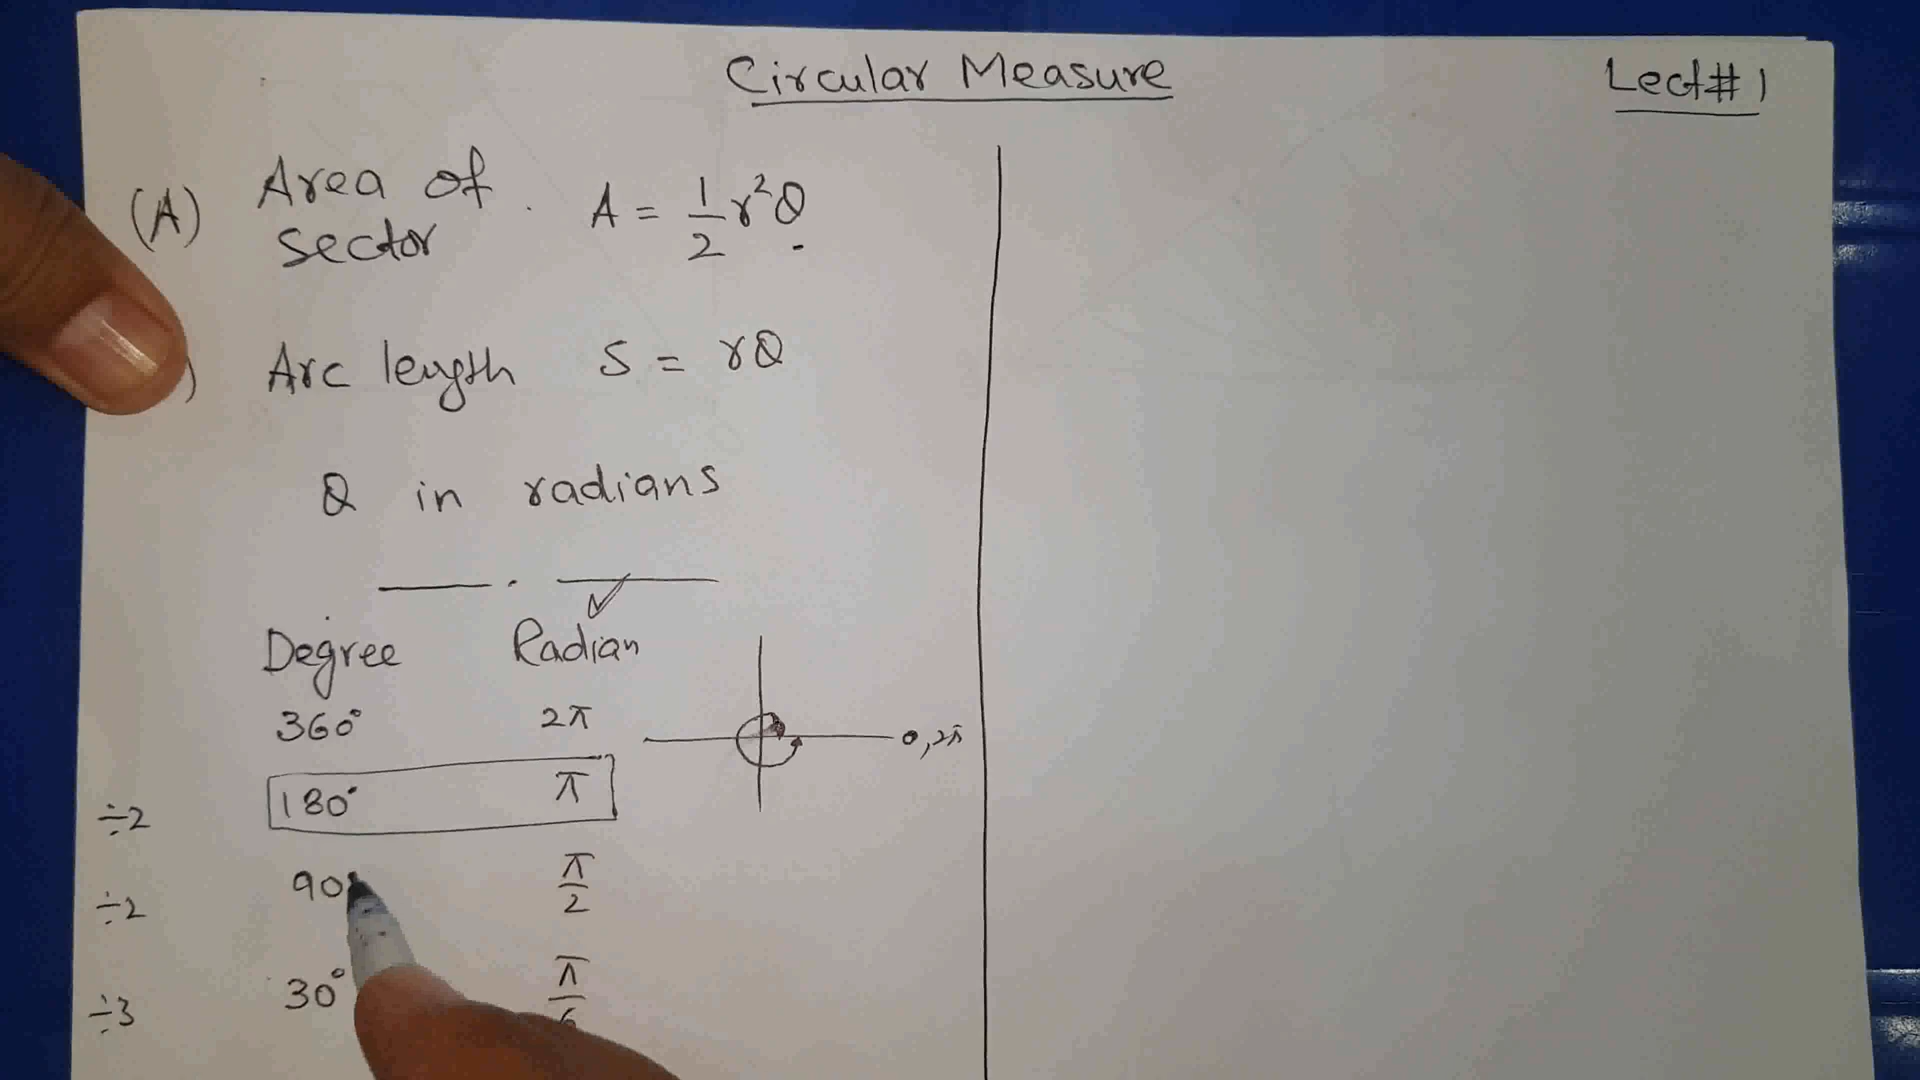 Circular Measure
Lect#1
(A) Area of sector A = 1/2 r²θ
) Arc length S = rθ
θ in radians
Degree Radian
360° 2π
0,2π
÷2 180° π
÷2 90 π/2
÷3 30° π/6